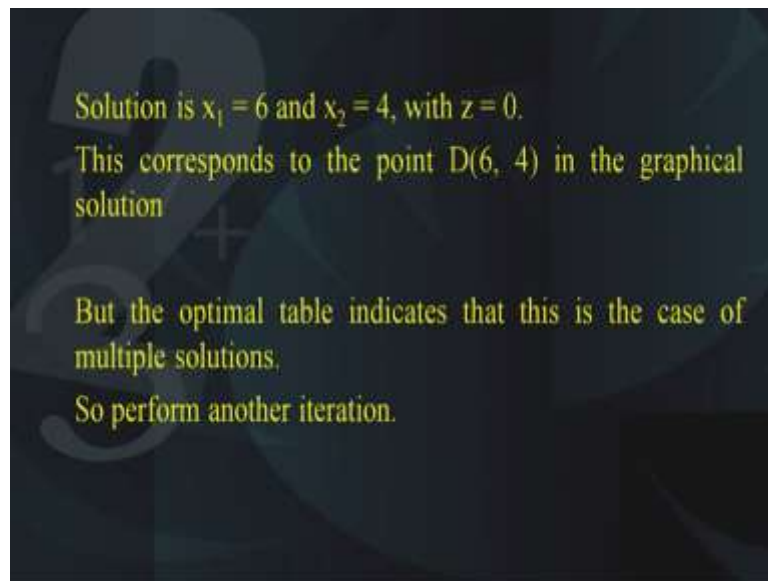 Solution is x₁ = 6 and x₂ = 4, with z = 0.
This corresponds to the point D(6, 4) in the graphical
solution
But the optimal table indicates that this is the case of
multiple solutions.
So perform another iteration.